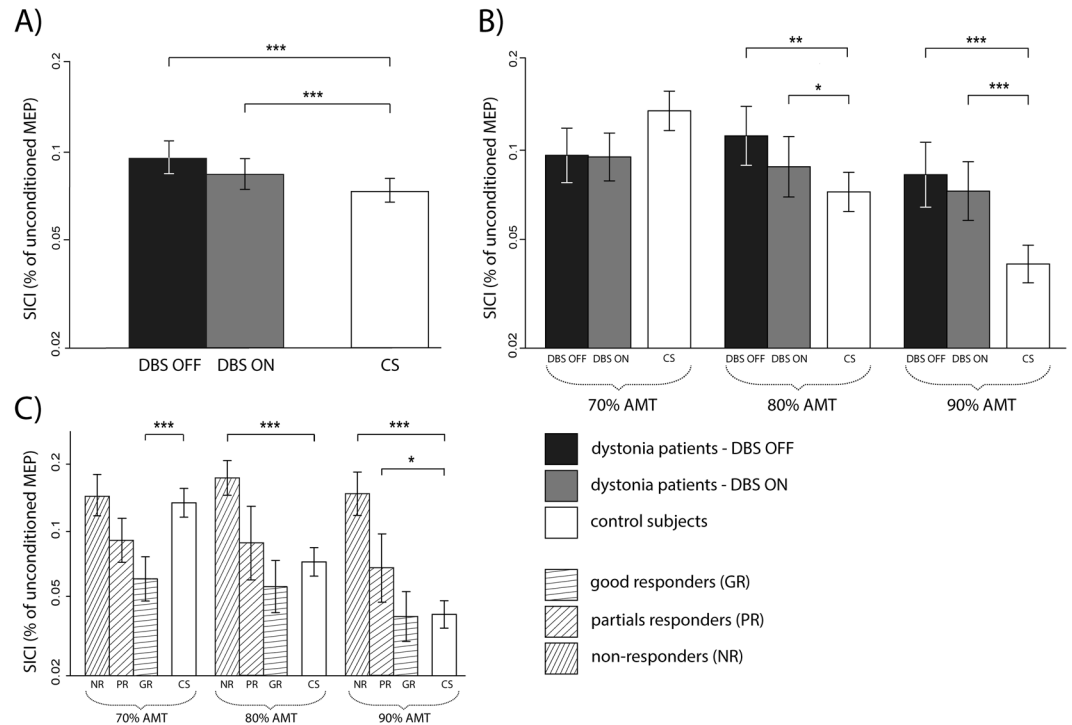 A)
SICI (% of unconditioned MEP)
0.2
0.1
0.05
0.02
***
***
DBS OFF DBS ON CS
B)
SICI (% of unconditioned MEP)
0.2
0.1
0.05
0.02
** ***
* ***
DBS OFF DBS ON CS DBS OFF DBS ON CS DBS OFF DBS ON CS
70% AMT 80% AMT 90% AMT
C)
SICI (% of unconditioned MEP)
0.2
0.1
0.05
0.02
*** *** ***
*
NR PR GR CS NR PR GR CS NR PR GR CS
70% AMT 80% AMT 90% AMT
dystonia patients - DBS OFF
dystonia patients - DBS ON
control subjects
good responders (GR)
partials responders (PR)
non-responders (NR)